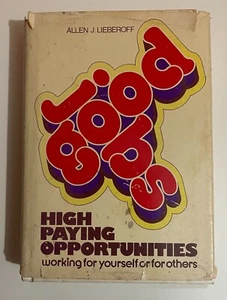 ALLEN J. LIEBEROFF
good
jobs
HIGH
PAYING
OPPORTUNITIES
working for yourself or for others